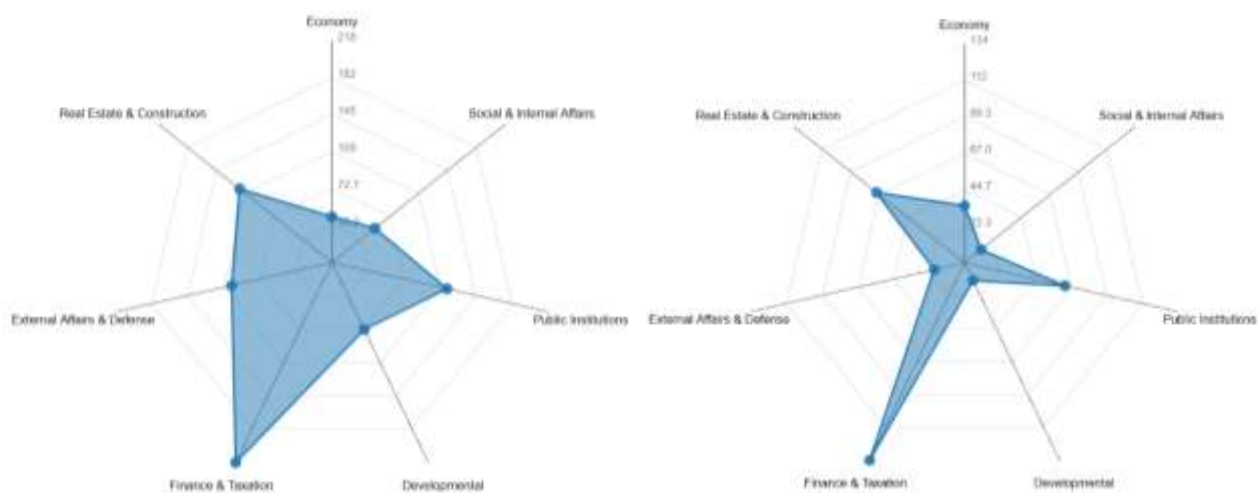 Economy
218
182
145
109
72.7
Real Estate & Construction
Social & Internal Affairs
External Affairs & Defense
Public Institutions
Finance & Taxation
Developmental
Economy
134
112
89.3
67.0
44.7
Real Estate & Construction
Social & Internal Affairs
External Affairs & Defense
Public Institutions
Finance & Taxation
Developmental